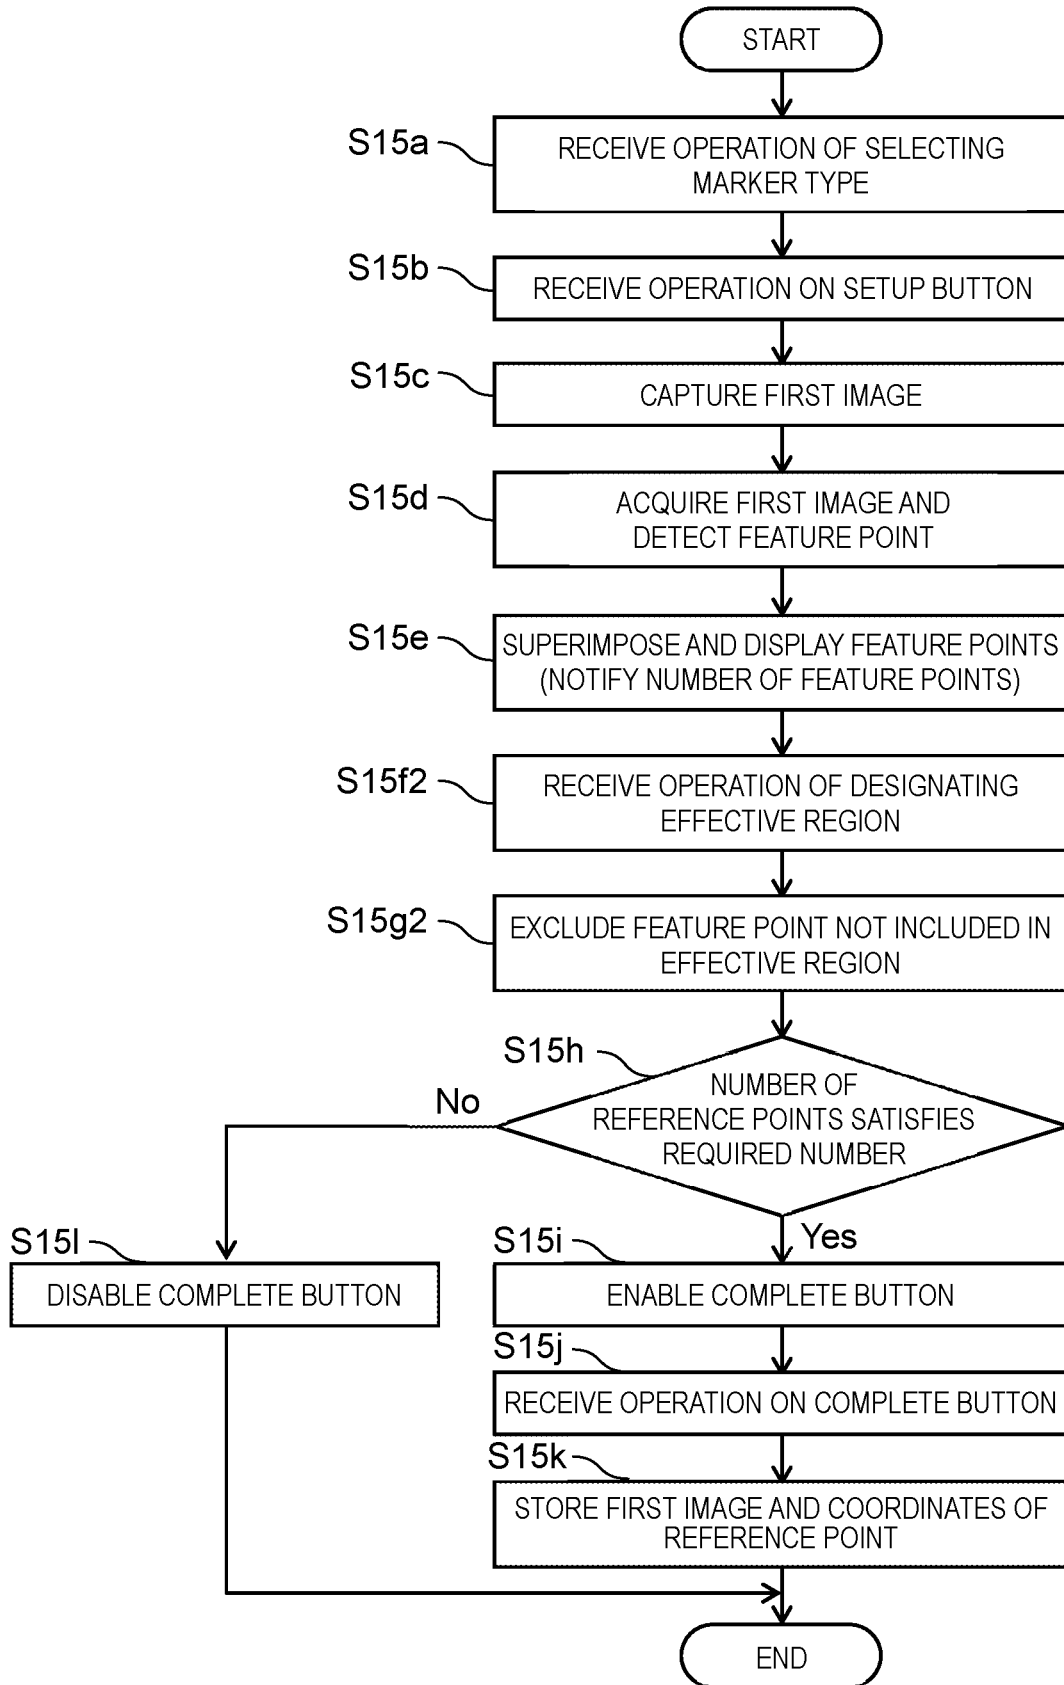 START
S15a
RECEIVE OPERATION OF SELECTING
MARKER TYPE
S15b
RECEIVE OPERATION ON SETUP BUTTON
S15c
CAPTURE FIRST IMAGE
S15d
ACQUIRE FIRST IMAGE AND
DETECT FEATURE POINT
S15e
SUPERIMPOSE AND DISPLAY FEATURE POINTS
(NOTIFY NUMBER OF FEATURE POINTS)
S15f2
RECEIVE OPERATION OF DESIGNATING
EFFECTIVE REGION
S15g2
EXCLUDE FEATURE POINT NOT INCLUDED IN
EFFECTIVE REGION
S15h
NUMBER OF
REFERENCE POINTS SATISFIES
REQUIRED NUMBER
No
Yes
S15l
DISABLE COMPLETE BUTTON
S15i
ENABLE COMPLETE BUTTON
S15j
RECEIVE OPERATION ON COMPLETE BUTTON
S15k
STORE FIRST IMAGE AND COORDINATES OF
REFERENCE POINT
END